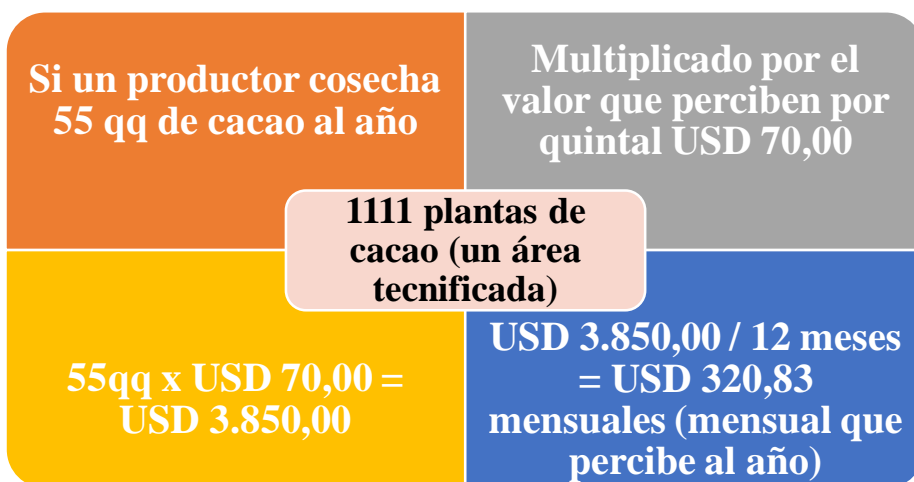 Si un productor cosecha
55 qq de cacao al año
Multiplicado por el
valor que perciben por
quintal USD 70,00
1111 plantas de
cacao (un área
tecnificada)
55qq x USD 70,00 =
USD 3.850,00
USD 3.850,00 / 12 meses
= USD 320,83
mensuales (mensual que
percibe al año)